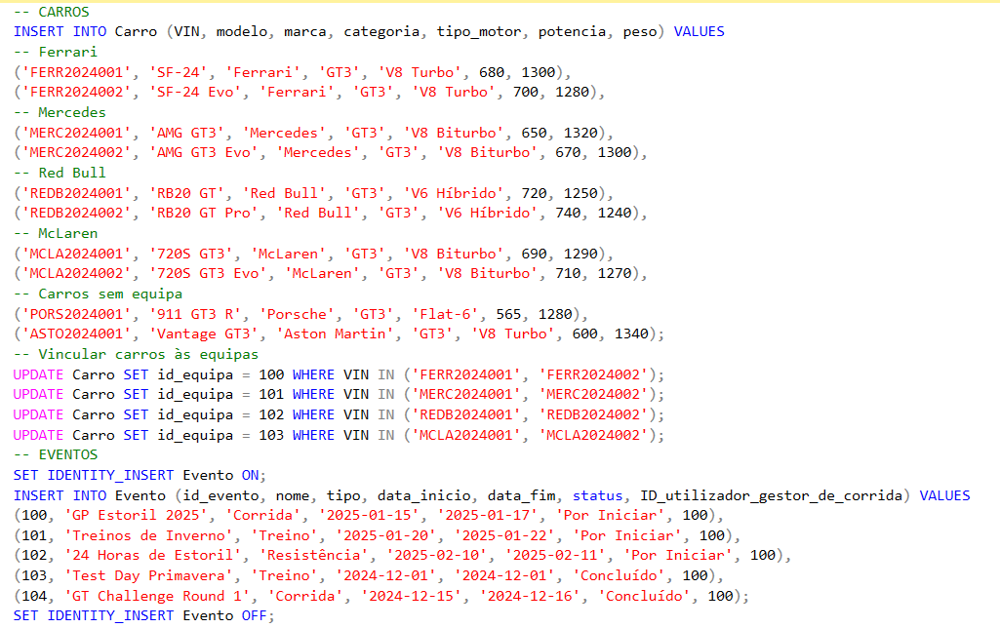 -- CARROS
INSERT INTO Carro (VIN, modelo, marca, categoria, tipo_motor, potencia, peso) VALUES
-- Ferrari
('FERR2024001', 'SF-24', 'Ferrari', 'GT3', 'V8 Turbo', 680, 1300),
('FERR2024002', 'SF-24 Evo', 'Ferrari', 'GT3', 'V8 Turbo', 700, 1280),
-- Mercedes
('MERC2024001', 'AMG GT3', 'Mercedes', 'GT3', 'V8 Biturbo', 650, 1320),
('MERC2024002', 'AMG GT3 Evo', 'Mercedes', 'GT3', 'V8 Biturbo', 670, 1300),
-- Red Bull
('REDB2024001', 'RB20 GT', 'Red Bull', 'GT3', 'V6 Híbrido', 720, 1250),
('REDB2024002', 'RB20 GT Pro', 'Red Bull', 'GT3', 'V6 Híbrido', 740, 1240),
-- McLaren
('MCLA2024001', '720S GT3', 'McLaren', 'GT3', 'V8 Biturbo', 690, 1290),
('MCLA2024002', '720S GT3 Evo', 'McLaren', 'GT3', 'V8 Biturbo', 710, 1270),
-- Carros sem equipa
('PORS2024001', '911 GT3 R', 'Porsche', 'GT3', 'Flat-6', 565, 1280),
('ASTO2024001', 'Vantage GT3', 'Aston Martin', 'GT3', 'V8 Turbo', 600, 1340);
-- Vincular carros às equipas
UPDATE Carro SET id_equipa = 100 WHERE VIN IN ('FERR2024001', 'FERR2024002');
UPDATE Carro SET id_equipa = 101 WHERE VIN IN ('MERC2024001', 'MERC2024002');
UPDATE Carro SET id_equipa = 102 WHERE VIN IN ('REDB2024001', 'REDB2024002');
UPDATE Carro SET id_equipa = 103 WHERE VIN IN ('MCLA2024001', 'MCLA2024002');
-- EVENTOS
SET IDENTITY_INSERT Evento ON;
INSERT INTO Evento (id_evento, nome, tipo, data_inicio, data_fim, status, ID_utilizador_gestor_de_corrida) VALUES
(100, 'GP Estoril 2025', 'Corrida', '2025-01-15', '2025-01-17', 'Por Iniciar', 100),
(101, 'Treinos de Inverno', 'Treino', '2025-01-20', '2025-01-22', 'Por Iniciar', 100),
(102, '24 Horas de Estoril', 'Resistência', '2025-02-10', '2025-02-11', 'Por Iniciar', 100),
(103, 'Test Day Primavera', 'Treino', '2024-12-01', '2024-12-01', 'Concluído', 100),
(104, 'GT Challenge Round 1', 'Corrida', '2024-12-15', '2024-12-16', 'Concluído', 100);
SET IDENTITY_INSERT Evento OFF;